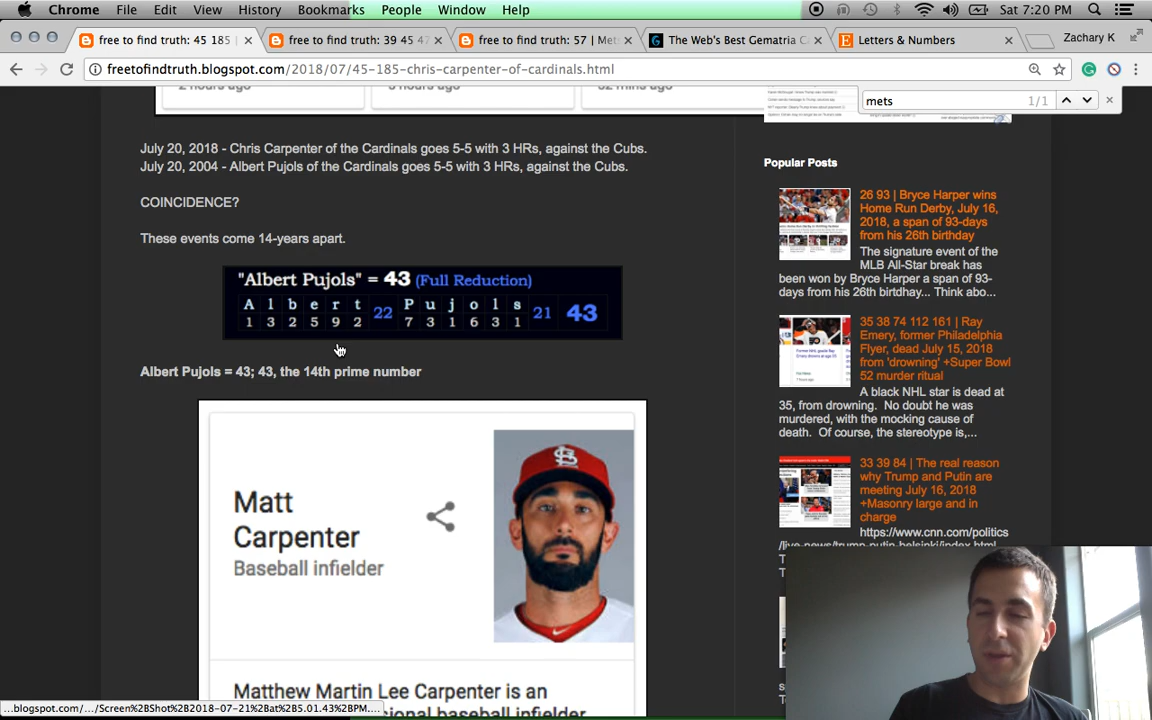 Chrome File Edit View History Bookmarks People Window Help Sat 7:20 PM
free to find truth: 45 185
free to find truth: 39 45 47
free to find truth: 57 | Met
The Web's Best Gematria C
Letters & Numbers
Zachary K
freetofindtruth.blogspot.com/2018/07/45-185-chris-carpenter-of-cardinals.html
mets 1/1
2 hours ago 3 hours ago 32 mins ago
July 20, 2018 - Chris Carpenter of the Cardinals goes 5-5 with 3 HRs, against the Cubs.
July 20, 2004 - Albert Pujols of the Cardinals goes 5-5 with 3 HRs, against the Cubs.
COINCIDENCE?
These events come 14-years apart.
"Albert Pujols" = 43 (Full Reduction)
A l b e r t 22 P u j o l s 21 43
1 3 2 5 9 2 7 3 1 6 3 1
Albert Pujols = 43; 43, the 14th prime number
Matt
Carpenter
Baseball infielder
Matthew Martin Lee Carpenter is an
sional baseball infielder
Popular Posts
26 93 | Bryce Harper wins
Home Run Derby, July 16,
2018, a span of 93-days
from his 26th birthday
The signature event of the
MLB All-Star break has
been won by Bryce Harper a span of 93-
days from his 26th birtdhay... Think abo...
35 38 74 112 161 | Ray
Emery, former Philadelphia
Flyer, dead July 15, 2018
from 'drowning' +Super Bowl
52 murder ritual
A black NHL star is dead at
35, from drowning. No doubt he was
murdered, with the mocking cause of
death. Of course, the stereotype is,...
33 39 84 | The real reason
why Trump and Putin are
meeting July 16, 2018
+Masonry large and in
charge
https://www.cnn.com/politics
/live-news/trump-putin-helsinki/index.html
.blogspot.com/.../Screen%2BShot%2B2018-07-21%2Bat%2B5.01.43%2BPM....